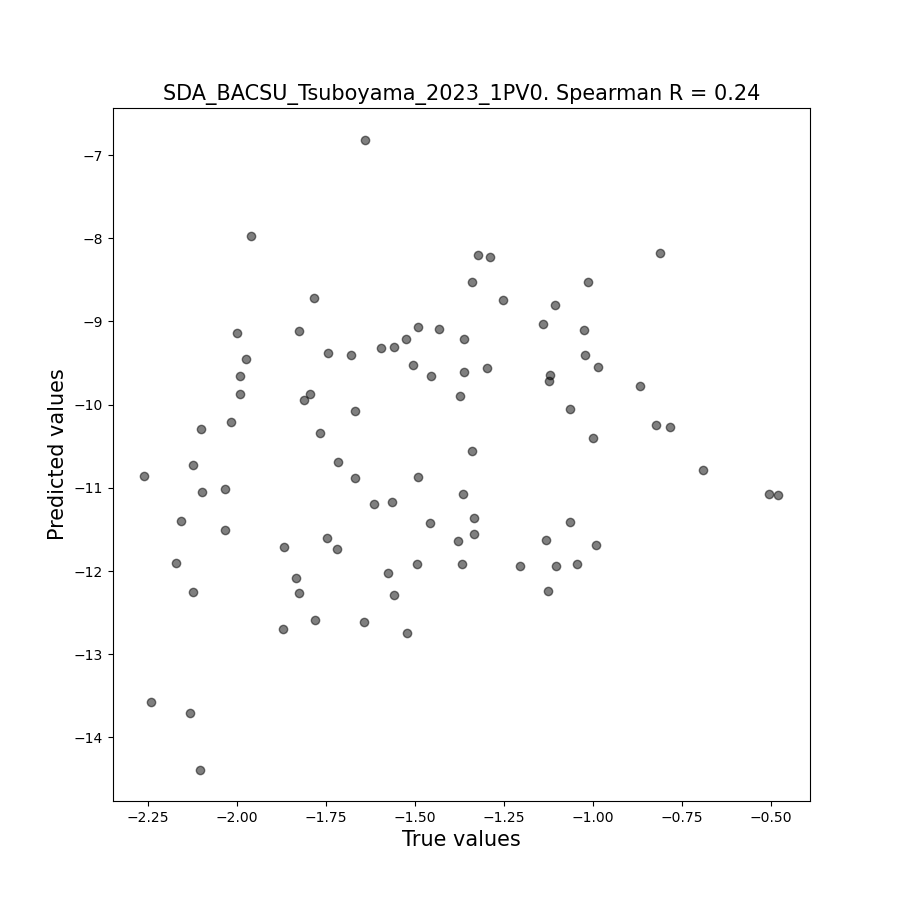 SDA_BACSU_Tsuboyama_2023_1PV0. Spearman R = 0.24
−7
−8
−9
−10
−11
−12
−13
−14
Predicted values
−2.25 −2.00 −1.75 −1.50 −1.25 −1.00 −0.75 −0.50
True values